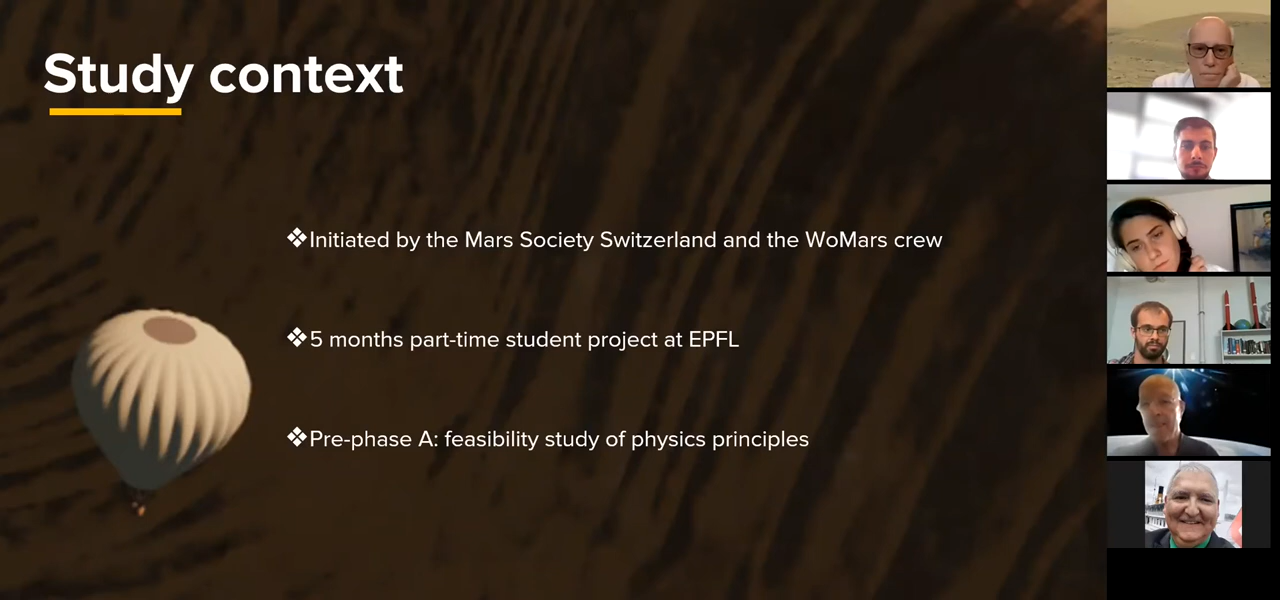 Study context
❖Initiated by the Mars Society Switzerland and the WoMars crew
❖5 months part-time student project at EPFL
❖Pre-phase A: feasibility study of physics principles